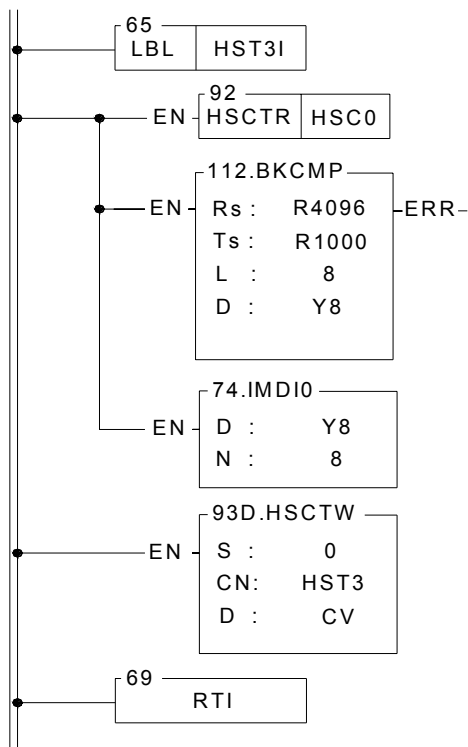 65
LBL HST3I
92
EN HSCTR HSC0
112.BKCMP
EN Rs : R4096 ERR
Ts : R1000
L : 8
D : Y8
74.IMDI0
EN D : Y8
N : 8
93D.HSCTW
EN S : 0
CN: HST3
D : CV
69
RTI